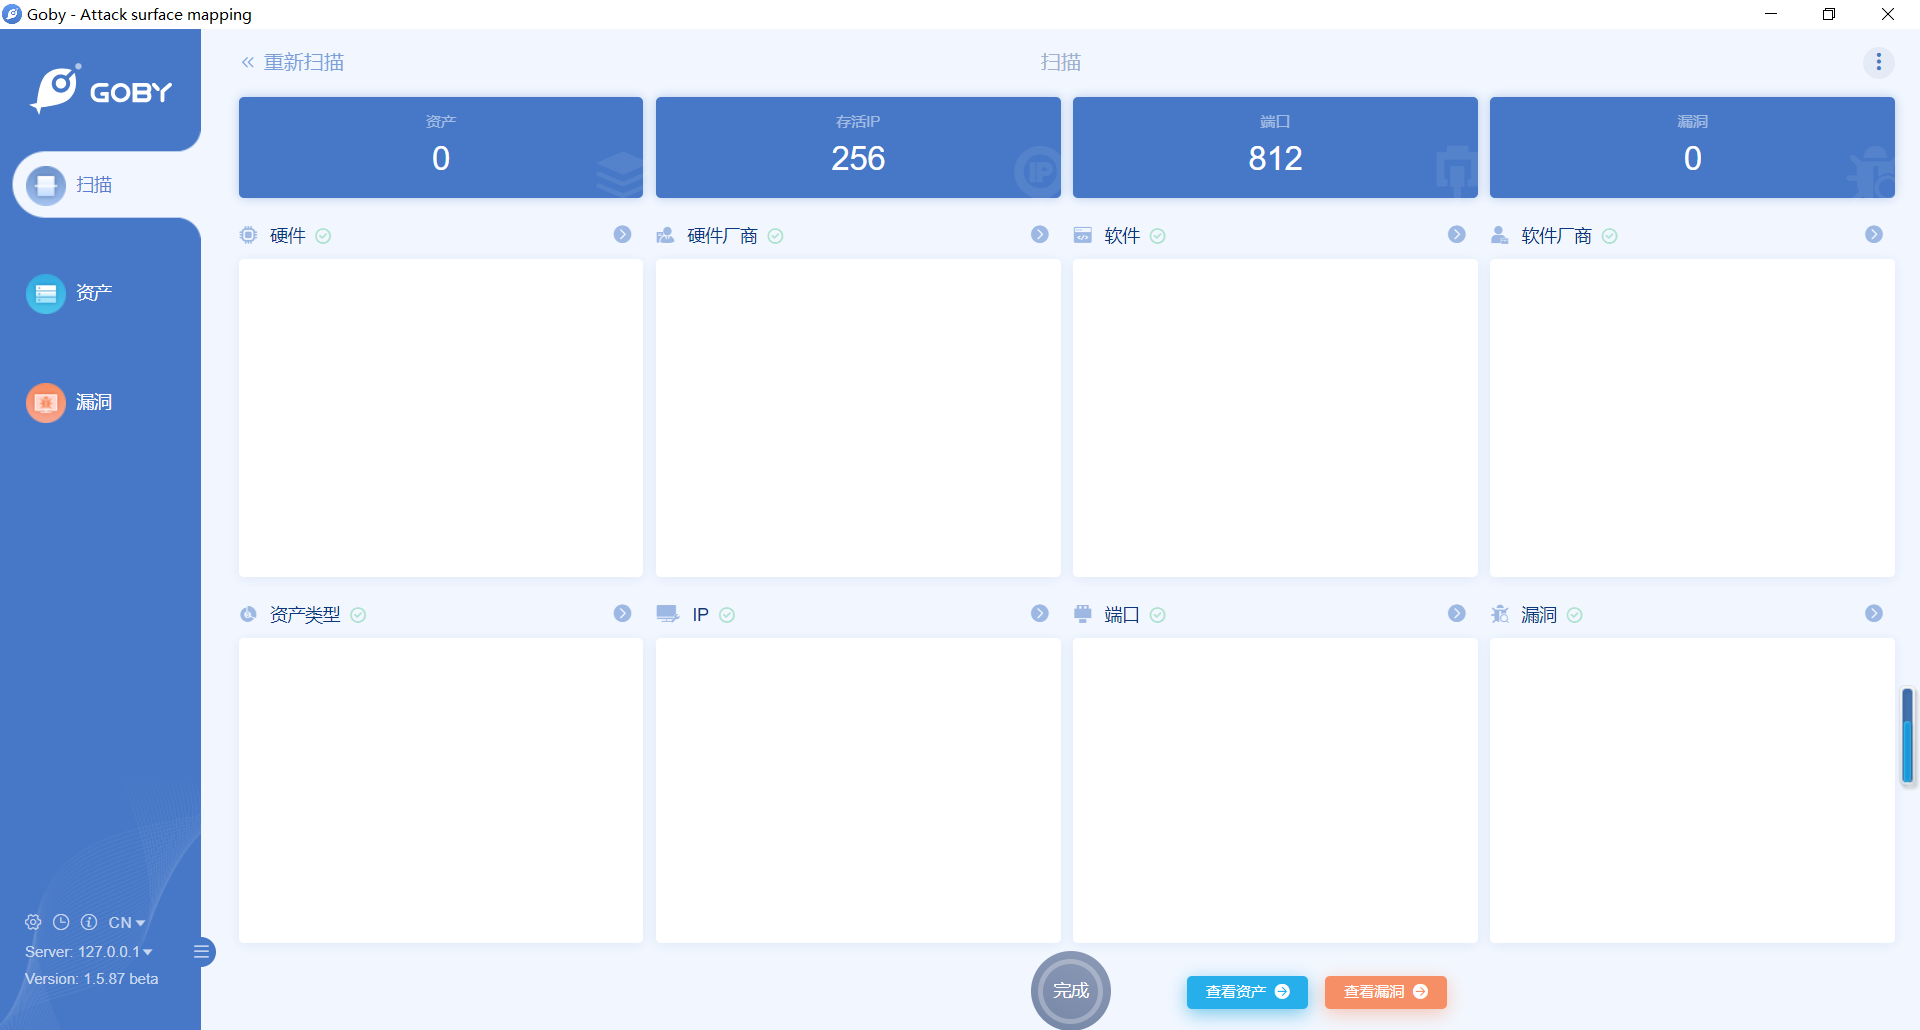 Goby - Attack surface mapping
GOBY
重新扫描
扫描
资产
0
存活IP
256
端口
812
漏洞
0
扫描
资产
漏洞
硬件
硬件厂商
软件
软件厂商
资产类型
IP
端口
漏洞
CN
Server: 127.0.0.1
Version: 1.5.87 beta
完成
查看资产
查看漏洞